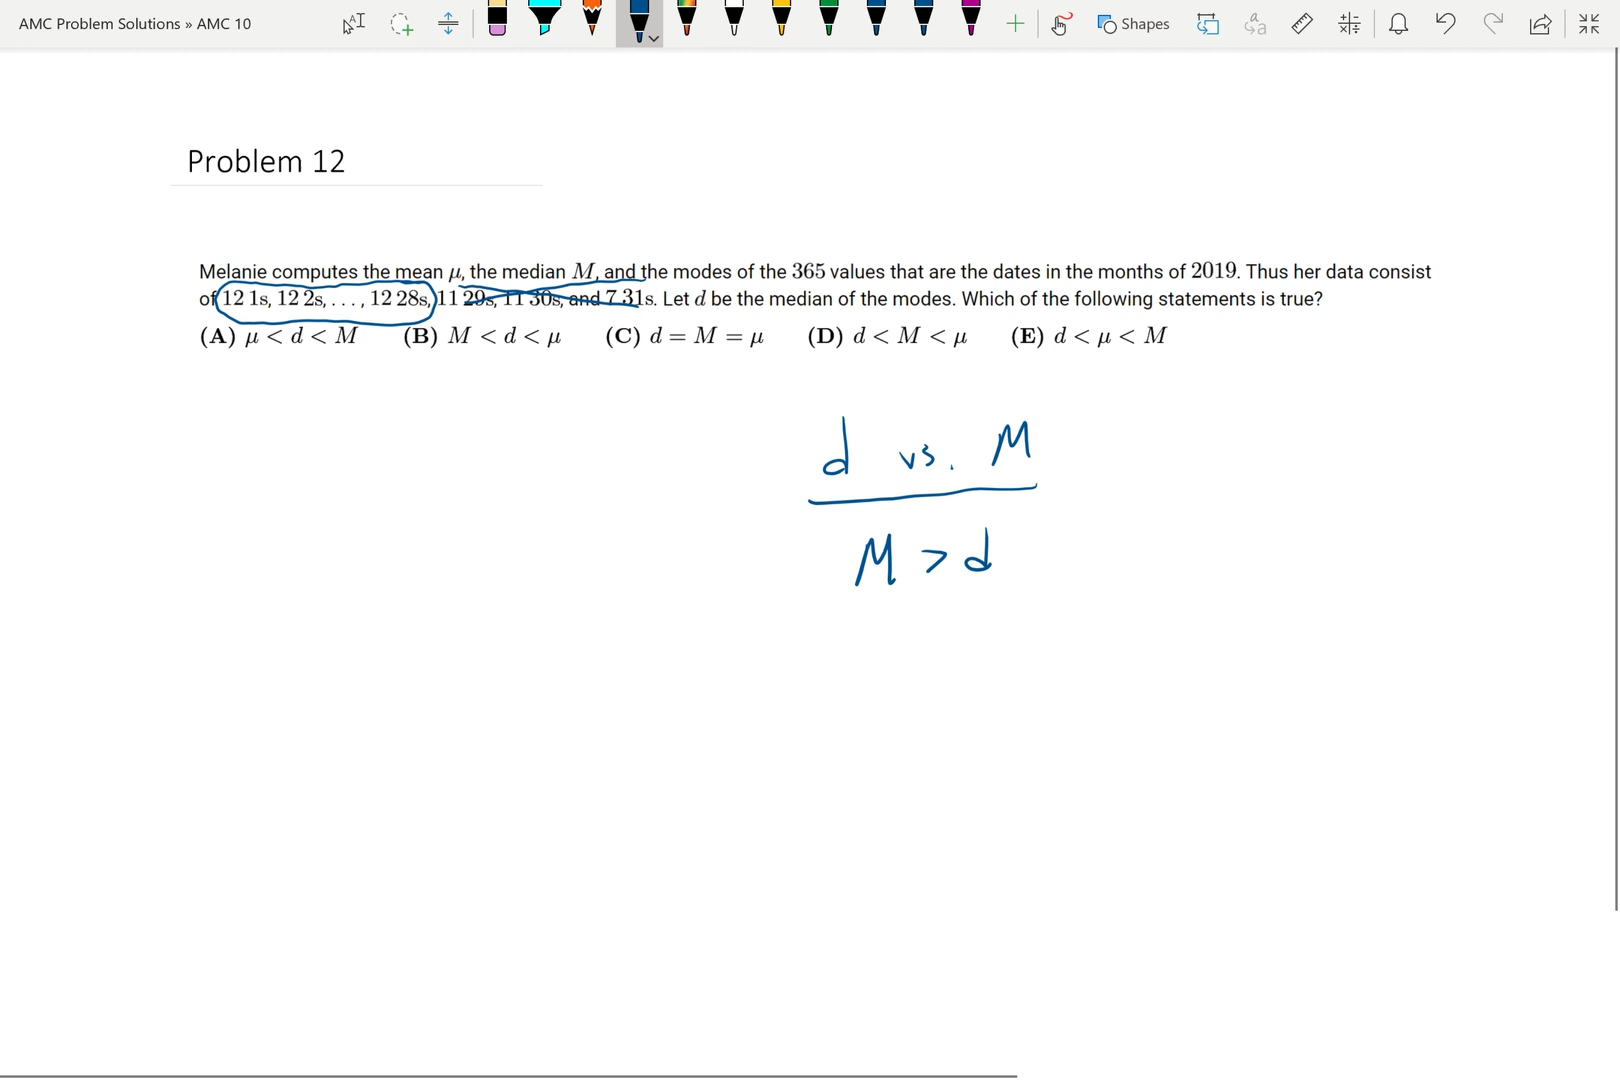 AMC Problem Solutions » AMC 10
Shapes
Problem 12
Melanie computes the mean μ, the median M, and the modes of the 365 values that are the dates in the months of 2019. Thus her data consist
of 12 1s, 12 2s, . . . , 12 28s, 11 29s, 11 30s, and 7 31s. Let d be the median of the modes. Which of the following statements is true?
(A) μ < d < M (B) M < d < μ (C) d = M = μ (D) d < M < μ (E) d < μ < M
d vs. M
M > d